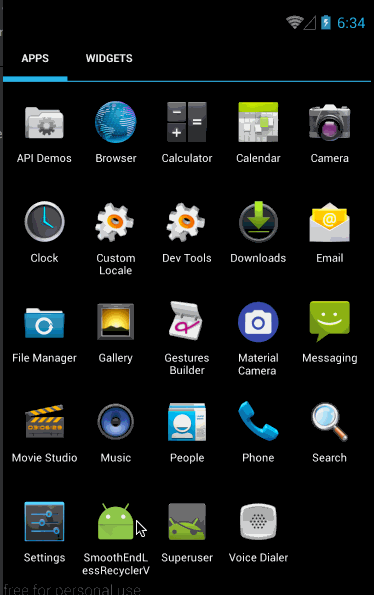 6:34
APPS WIDGETS
API Demos Browser Calculator Calendar Camera
Clock Custom Locale Dev Tools Downloads Email
File Manager Gallery Gestures Builder Material Camera Messaging
Movie Studio Music People Phone Search
Settings SmoothEndLessRecyclerV Superuser Voice Dialer
free for personal use